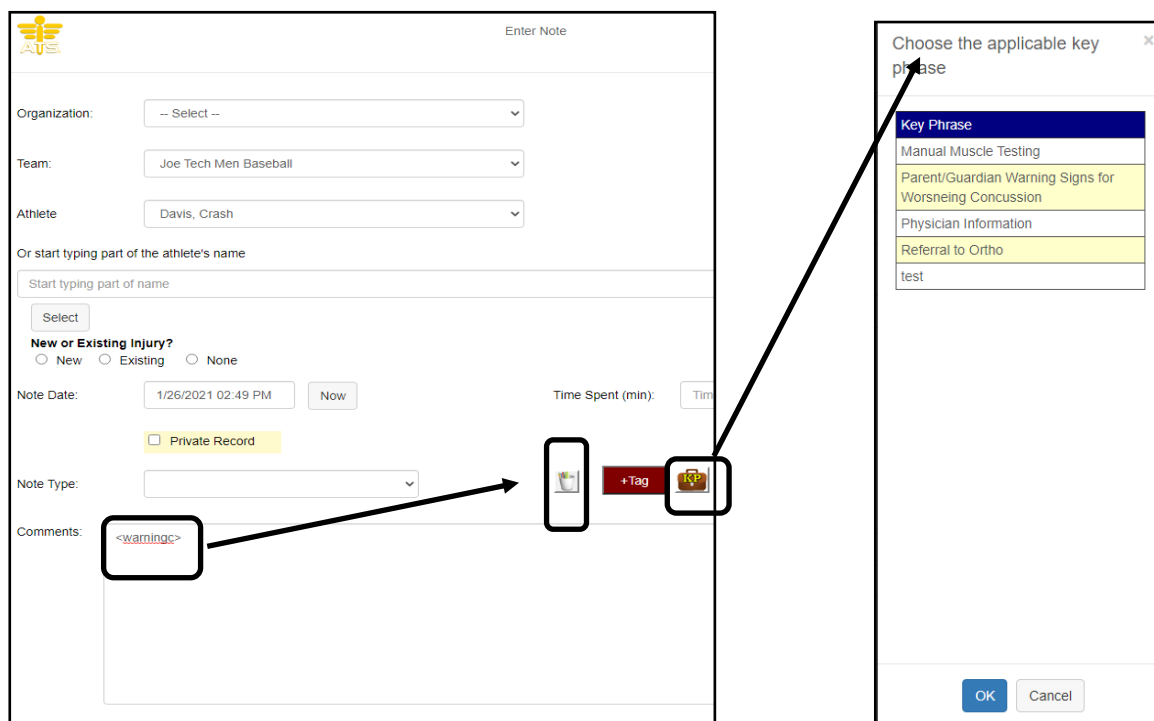 ATS
Enter Note
Organization:
-- Select --
Team:
Joe Tech Men Baseball
Athlete
Davis, Crash
Or start typing part of the athlete's name
Start typing part of name
Select
New or Existing Injury?
New
Existing
None
Note Date:
1/26/2021 02:49 PM
Now
Time Spent (min):
Tim
Private Record
Note Type:
+Tag
KP
Comments:
<warningc>
Choose the applicable key
phrase
×
Key Phrase
Manual Muscle Testing
Parent/Guardian Warning Signs for
Worsneing Concussion
Physician Information
Referral to Ortho
test
OK
Cancel